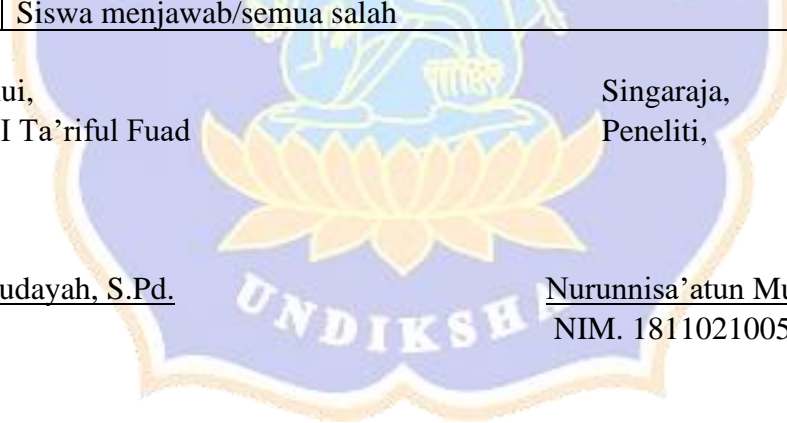 Siswa menjawab/semua salah
ui, Singaraja,
I Ta’riful Fuad Peneliti,
udayah, S.Pd. Nurunnisa’atun Mu
UNDIKSHA
NIM. 1811021005